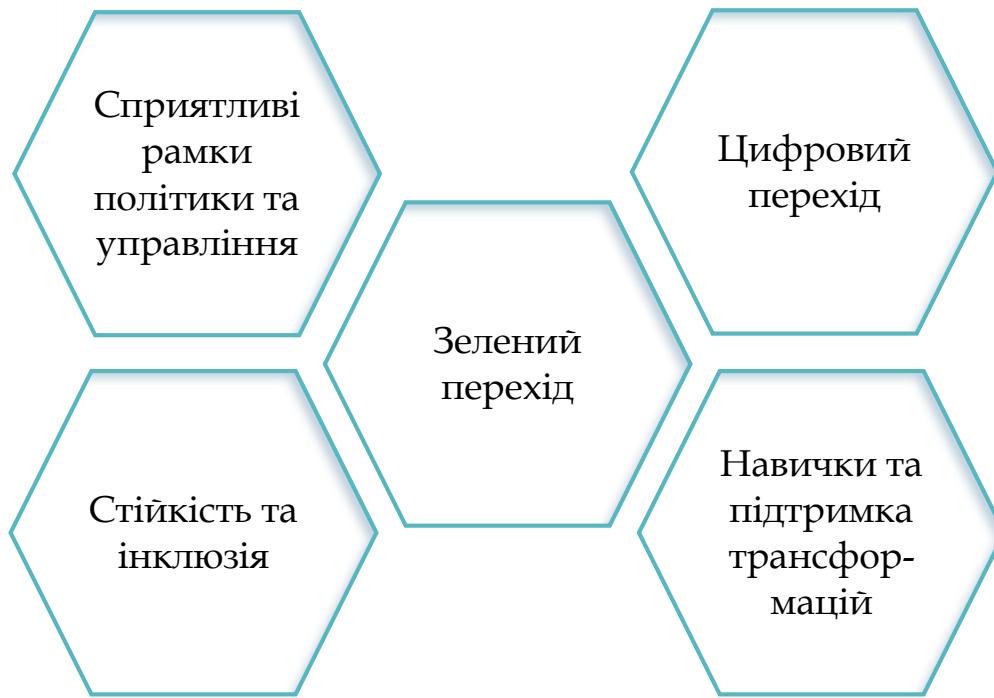 Сприятливі
рамки
політики та
управління
Цифровий
перехід
Зелений
перехід
Стійкість та
інклюзія
Навички та
підтримка
трансфор-
мацій